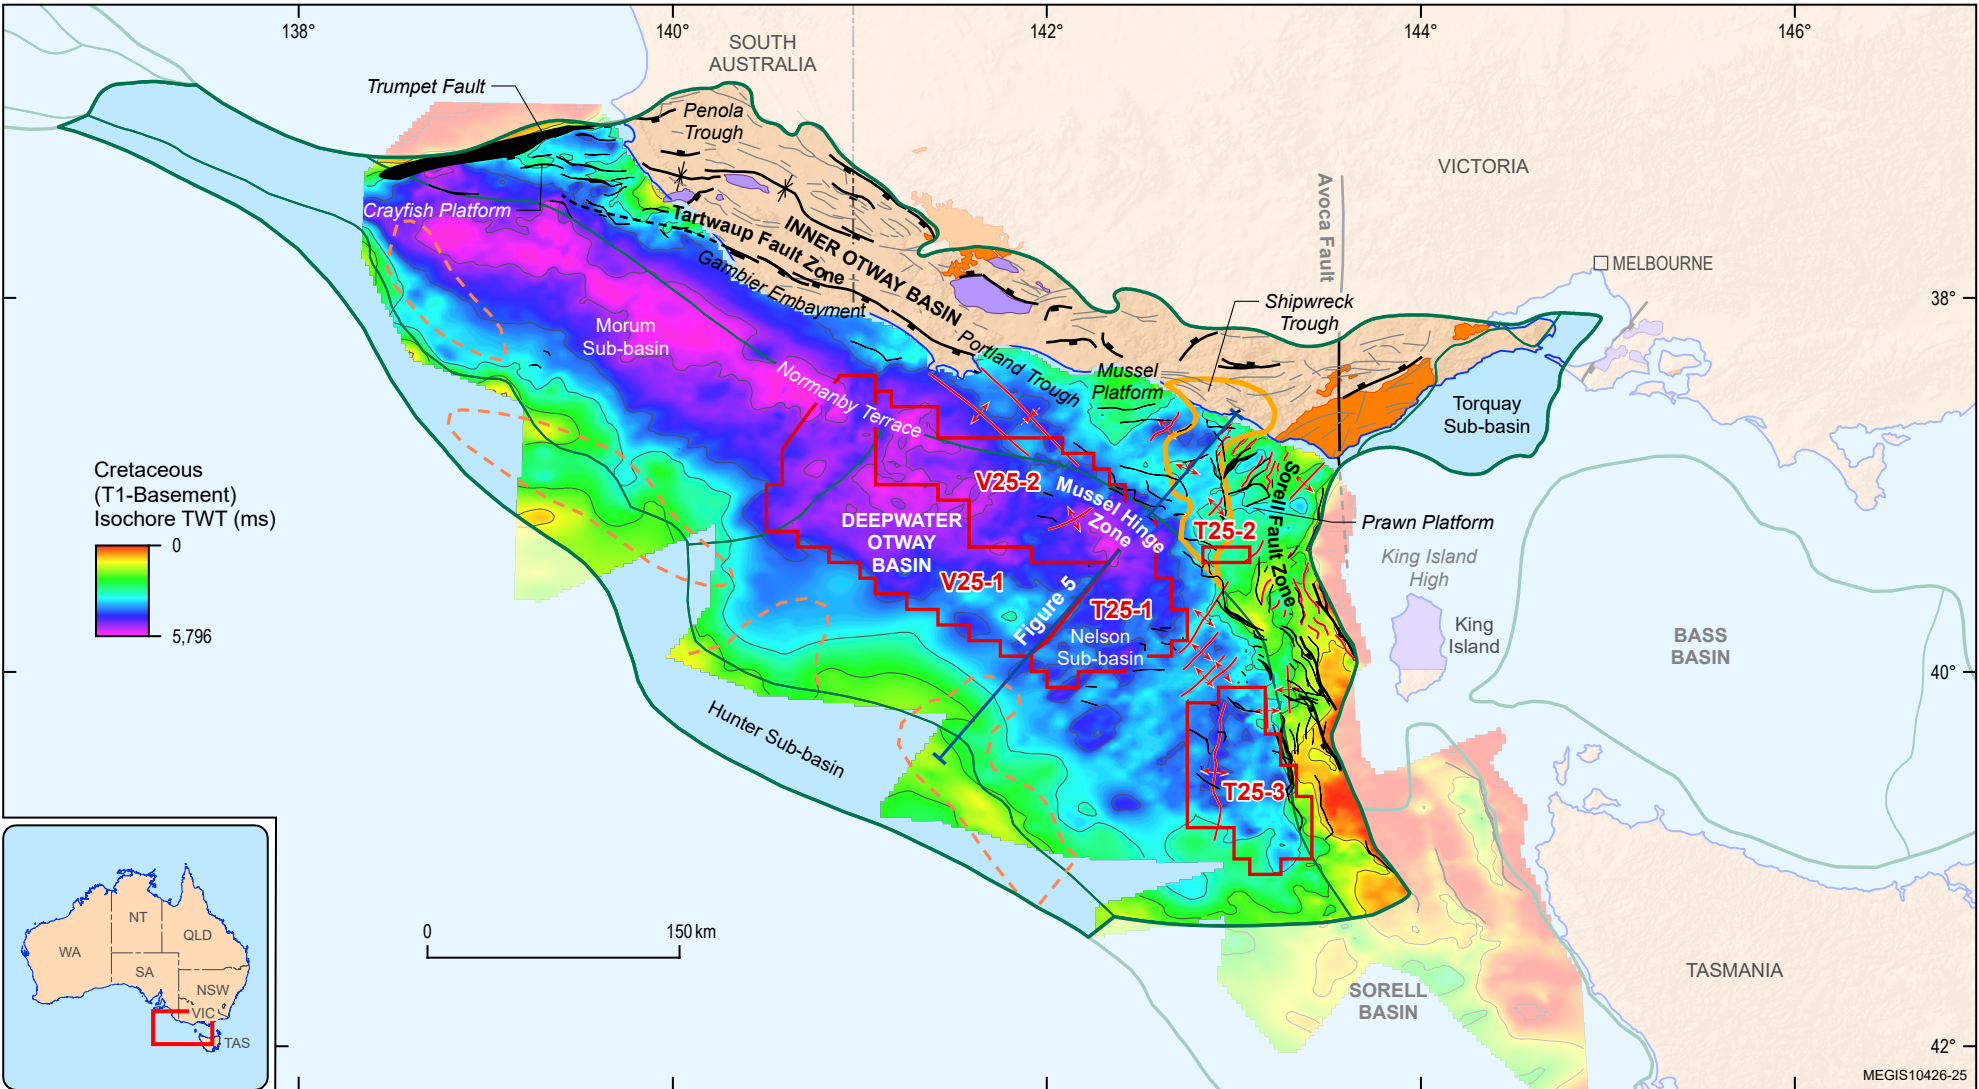 138°
140°
142°
144°
146°
SOUTH
AUSTRALIA
Trumpet Fault
Penola
Trough
VICTORIA
Avoca Fault
Crayfish Platform
Tartwaup Fault Zone
INNER OTWAY BASIN
Gambier Embayment
MELBOURNE
38°
Shipwreck
Trough
Morum
Sub-basin
Portland Trough
Mussel
Platform
Normanby Terrace
Torquay
Sub-basin
Cretaceous
(T1-Basement)
Isochore TWT (ms)
0
5,796
V25-2
Mussel Hinge
Zone
Sorell Fault Zone
DEEPWATER
OTWAY
BASIN
T25-2
Prawn Platform
King Island
High
V25-1
Figure 5
T25-1
Nelson
Sub-basin
King
Island
BASS
BASIN
40°
Hunter Sub-basin
T25-3
0
150 km
NT
QLD
WA
SA
NSW
VIC
TAS
TASMANIA
SORELL
BASIN
42°
MEGIS10426-25